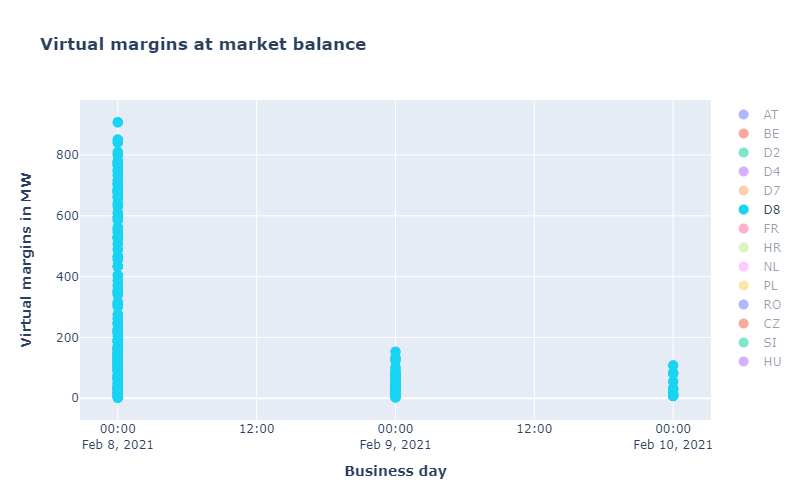 Virtual margins at market balance
Virtual margins in MW
800
600
400
200
0
00:00
Feb 8, 2021
12:00
00:00
Feb 9, 2021
12:00
00:00
Feb 10, 2021
Business day
AT
BE
D2
D4
D7
D8
FR
HR
NL
PL
RO
CZ
SI
HU